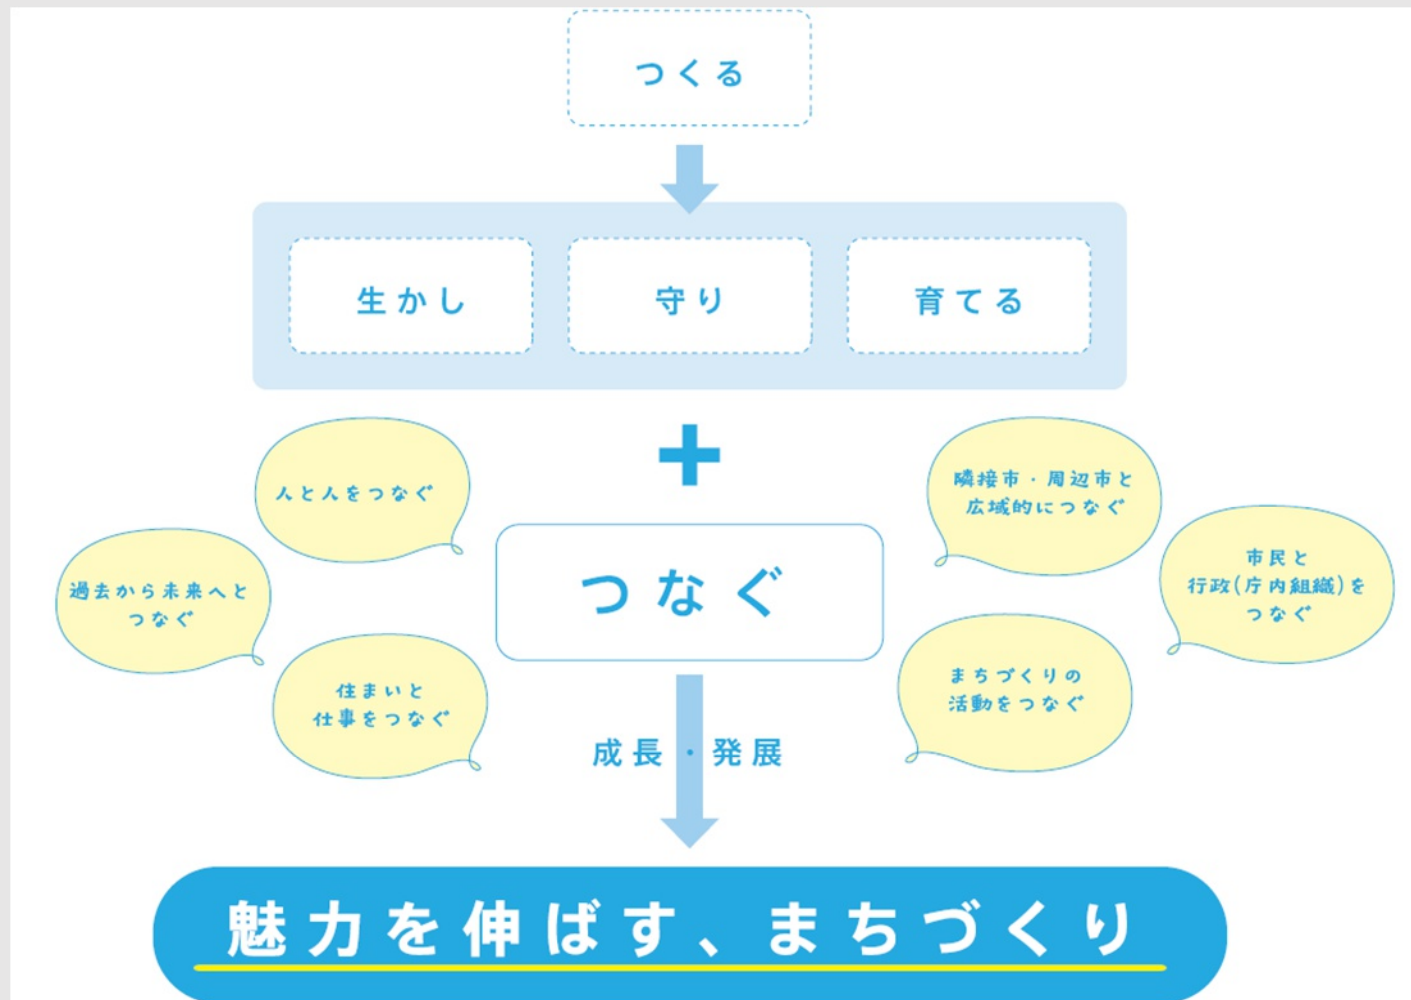 つくる
生かし
守り
育てる
人と人をつなぐ
過去から未来へと
つなぐ
住まいと
仕事をつなぐ
つなぐ
隣接市・周辺市と
広域的につなぐ
市民と
行政(庁内組織)を
つなぐ
まちづくりの
活動をつなぐ
成長・発展
魅力を伸ばす、まちづくり